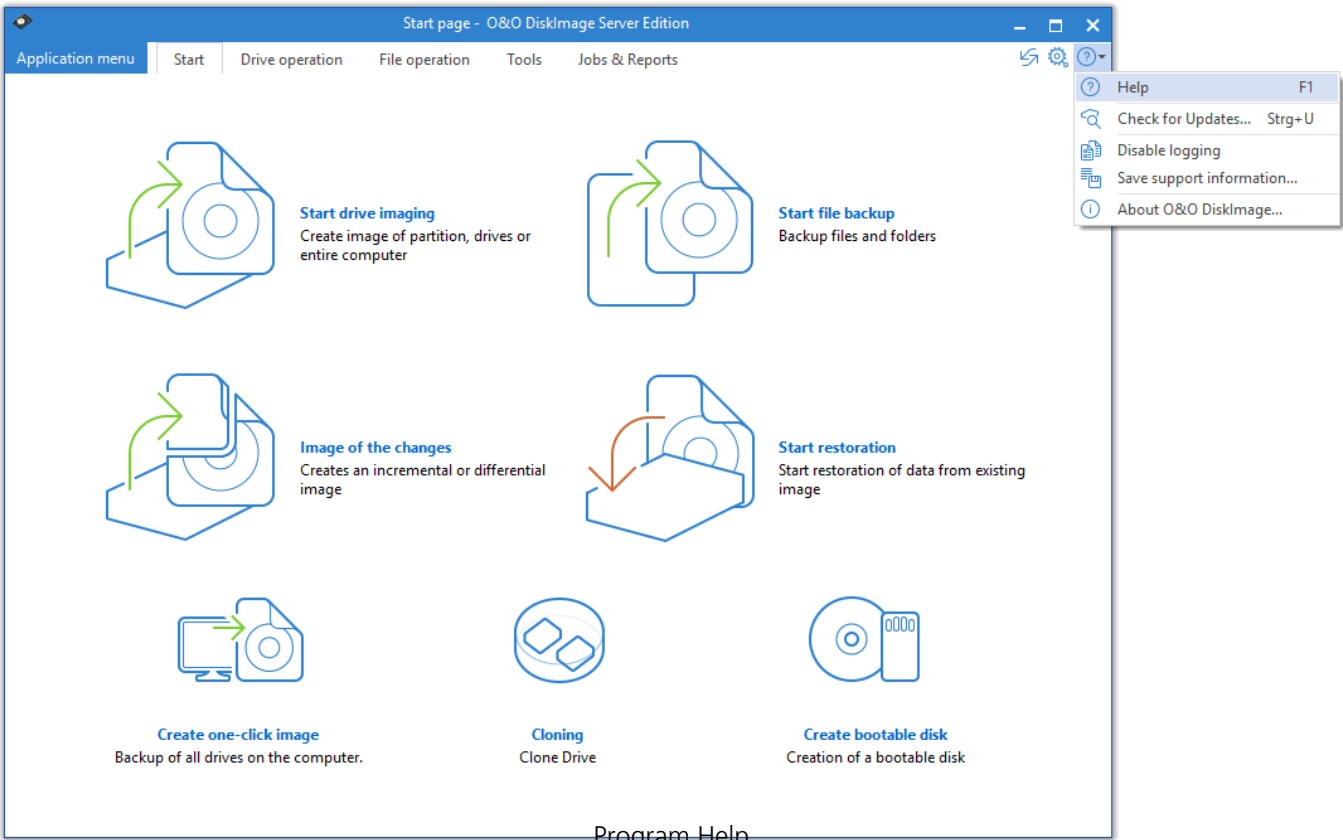 Start page - O&O DiskImage Server Edition
Application menu Start Drive operation File operation Tools Jobs & Reports
Help F1
Check for Updates... Strg+U
Disable logging
Save support information...
About O&O DiskImage...
Start drive imaging
Create image of partition, drives or
entire computer
Start file backup
Backup files and folders
Image of the changes
Creates an incremental or differential
image
Start restoration
Start restoration of data from existing
image
Create one-click image
Backup of all drives on the computer.
Cloning
Clone Drive
Create bootable disk
Creation of a bootable disk
Program Help